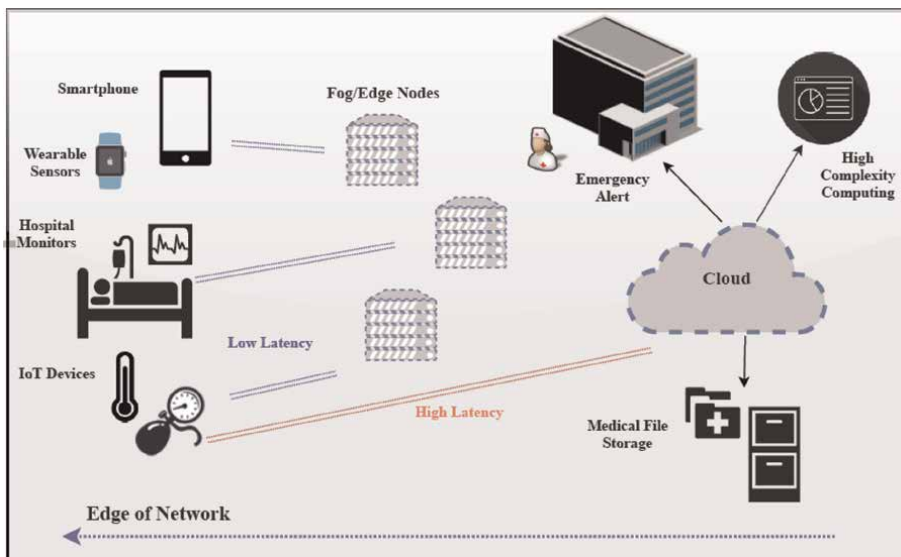 Smartphone
Fog/Edge Nodes
Wearable
Sensors
Emergency
Alert
High
Complexity
Computing
Hospital
Monitors
Cloud
Low Latency
IoT Devices
High Latency
Medical File
Storage
Edge of Network